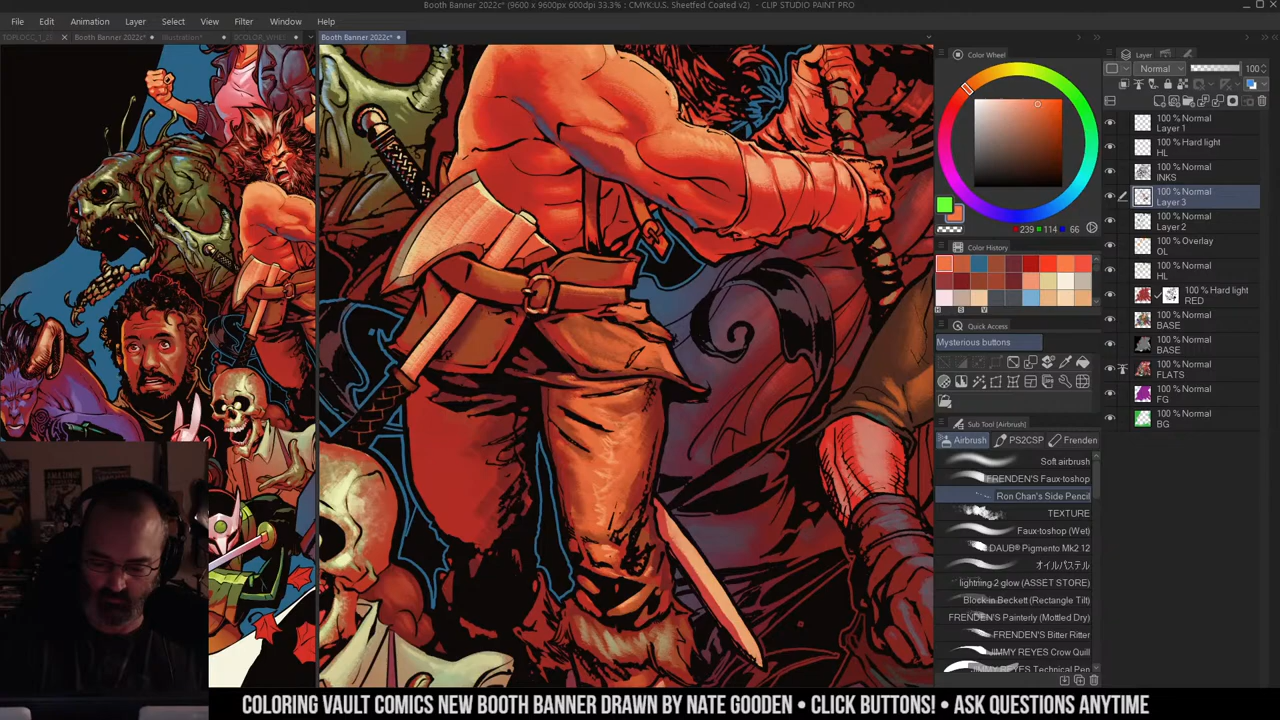 Booth Banner 2022c* (9600 x 9600px 600dpi 33.3% : CMYK:U.S. Sheetfed Coated v2) - CLIP STUDIO PAINT PRO
File Edit Animation Layer Select View Filter Window Help
Booth Banner 2022c* Illustration* Booth Banner 2022c*
Color Wheel
239 114 66
Color History
H S V
Quick Access
Mysterious buttons
Sub Tool [Airbrush]
Airbrush PS2CSP Frenden
Soft airbrush
FRENDEN'S Faux-toshop
Ron Chan's Side Pencil
TEXTURE
Faux-toshop (Wet)
DAUB® Pigmento Mk2 12
オイルパステル
lightning 2 glow (ASSET STORE)
Block-in Beckett (Rectangle Tilt)
FRENDEN'S Painterly (Mottled Dry)
FRENDEN'S Bitter Ritter
JIMMY REYES Crow Quill
JIMMY REYES Technical Pen
Layer
Normal 100
100 % Normal
Layer 1
100 % Hard light
HL
100 % Normal
INKS
100 % Normal
Layer 3
100 % Normal
Layer 2
100 % Overlay
OL
100 % Normal
HL
100 % Hard light
RED
100 % Normal
BASE
100 % Normal
BASE
100 % Normal
FLATS
100 % Normal
FG
100 % Normal
BG
COLORING VAULT COMICS NEW BOOTH BANNER DRAWN BY NATE GOODEN • CLICK BUTTONS! • ASK QUESTIONS ANYTIME